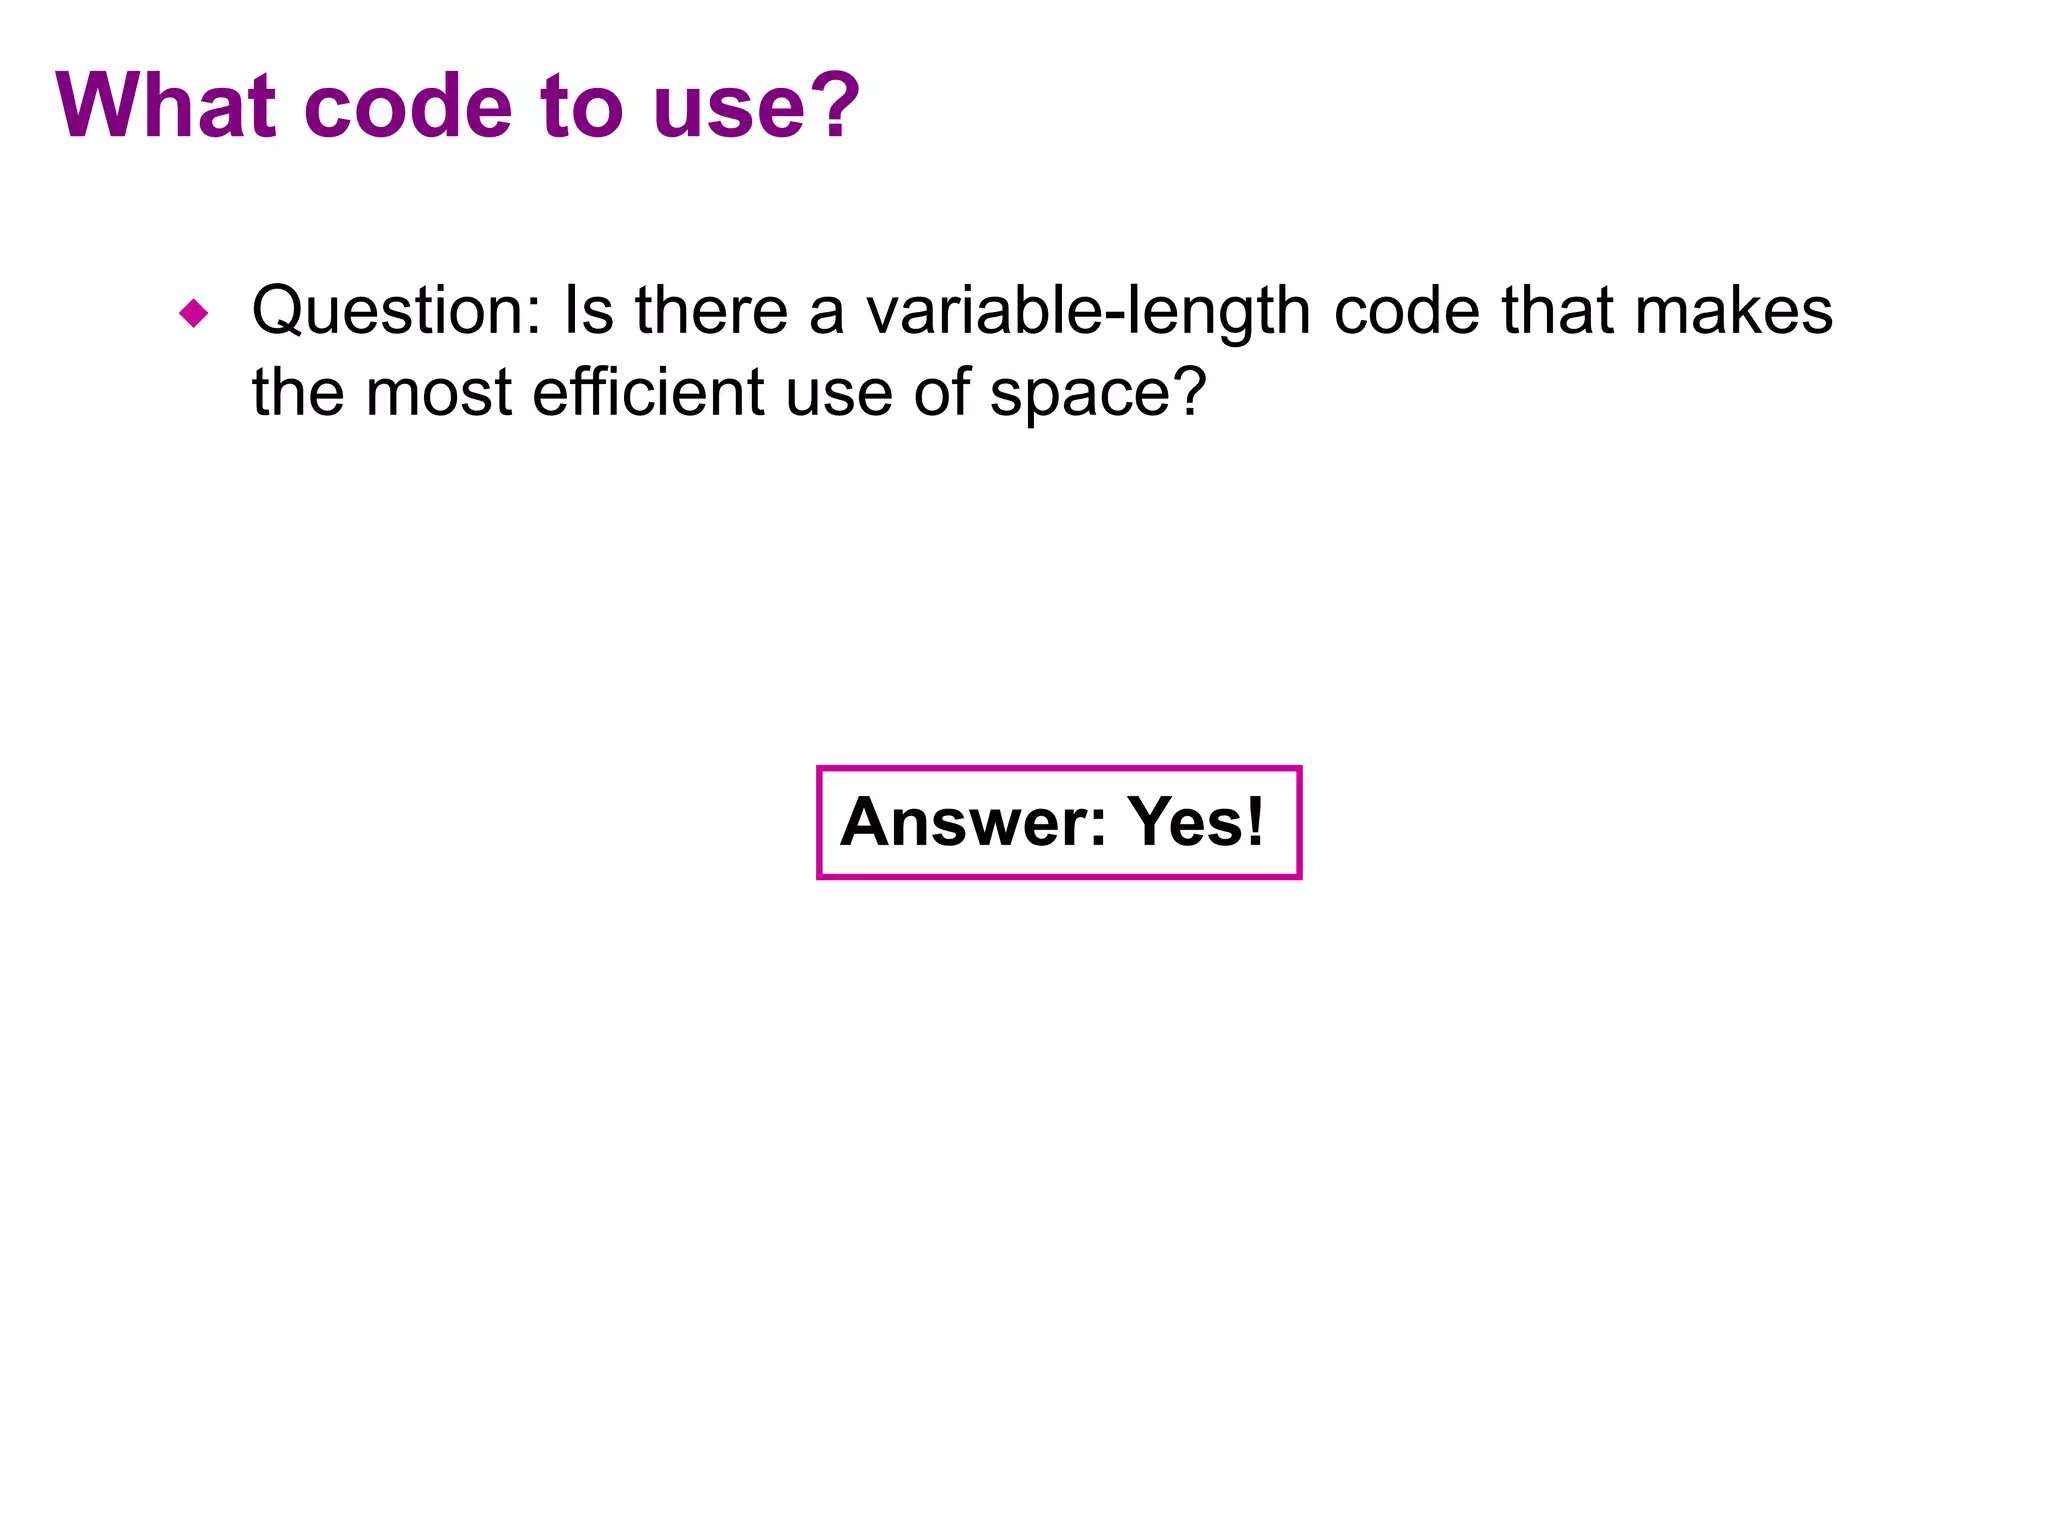 What code to use?
Question: Is there a variable-length code that makes
the most efficient use of space?
Answer: Yes!